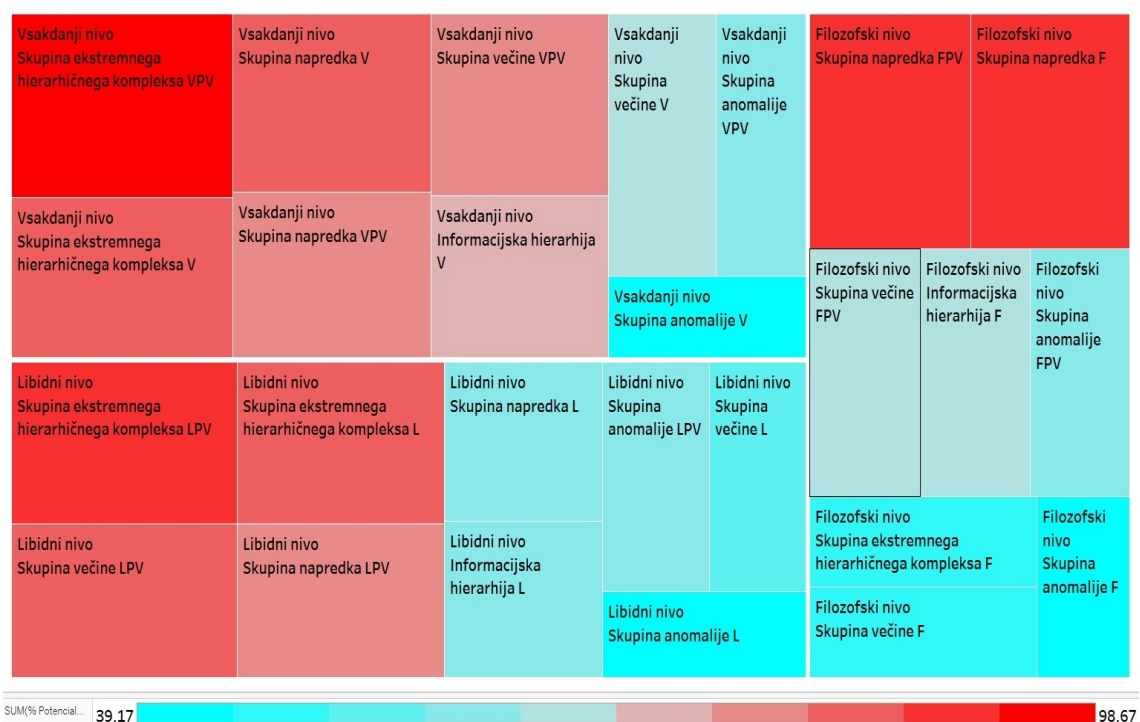 Vsakdanji nivo
Skupina ekstremnega
hierarhičnega kompleksa VPV
Vsakdanji nivo
Skupina napredka V
Vsakdanji nivo
Skupina večine VPV
Vsakdanji
nivo
Skupina
večine V
Vsakdanji
nivo
Skupina
anomalije
VPV
Filozofski nivo
Skupina napredka FPV
Filozofski nivo
Skupina napredka F
Vsakdanji nivo
Skupina ekstremnega
hierarhičnega kompleksa V
Vsakdanji nivo
Skupina napredka VPV
Vsakdanji nivo
Informacijska hierarhija
V
Vsakdanji nivo
Skupina anomalije V
Filozofski nivo
Skupina večine
FPV
Filozofski nivo
Informacijska
hierarhija F
Filozofski
nivo
Skupina
anomalije
FPV
Libidni nivo
Skupina ekstremnega
hierarhičnega kompleksa LPV
Libidni nivo
Skupina ekstremnega
hierarhičnega kompleksa L
Libidni nivo
Skupina napredka L
Libidni nivo
Skupina
anomalije LPV
Libidni nivo
Skupina
večine L
Libidni nivo
Skupina večine LPV
Libidni nivo
Skupina napredka LPV
Libidni nivo
Informacijska
hierarhija L
Libidni nivo
Skupina anomalije L
Filozofski nivo
Skupina ekstremnega
hierarhičnega kompleksa F
Filozofski
nivo
Skupina
anomalije F
Filozofski nivo
Skupina večine F
SUM(% Potencial...
39,17
98,67